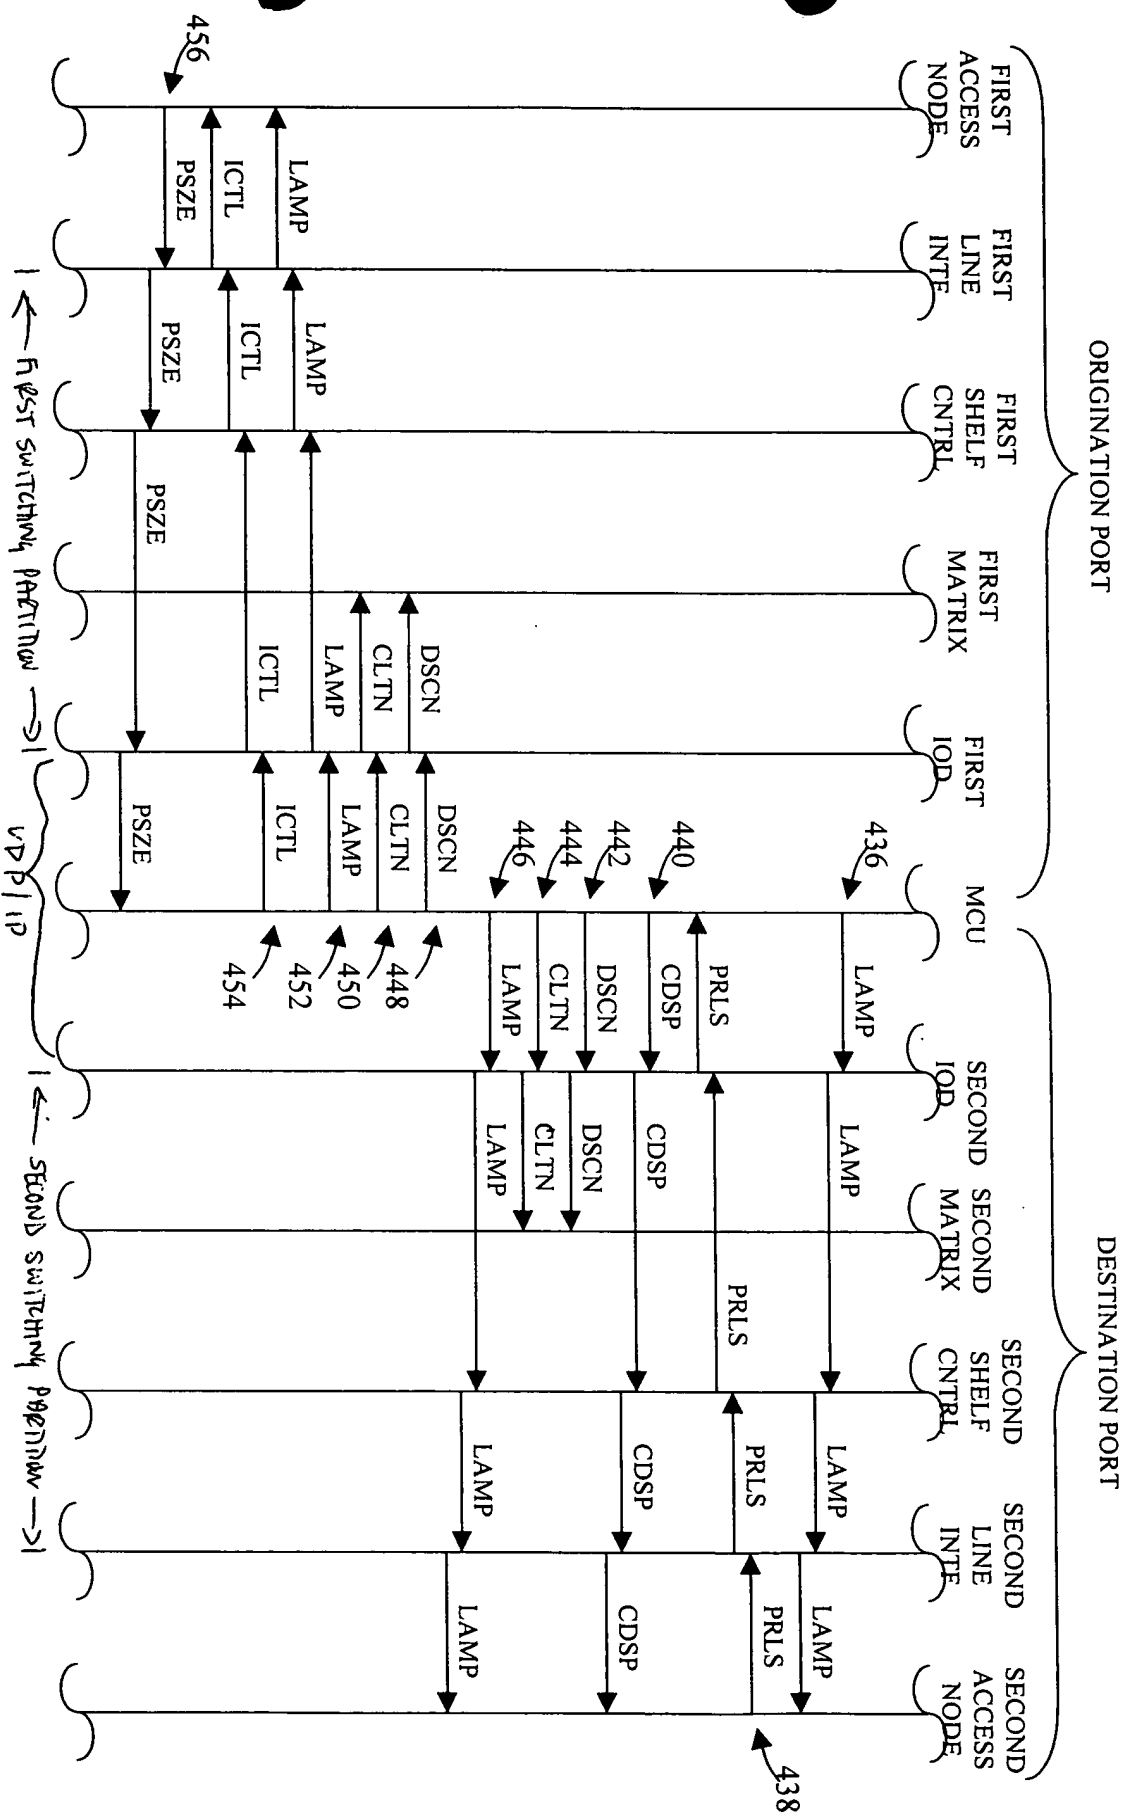 ORIGINATION PORT
DESTINATION PORT
FIRST
ACCESS
NODE
FIRST
LINE
INTF
FIRST
SHELF
CNTRL
FIRST
MATRIX
FIRST
IOD
MCU
SECOND
IOD
SECOND
MATRIX
SECOND
SHELF
CNTRL
SECOND
LINE
INTF
SECOND
ACCESS
NODE
436
LAMP
LAMP
LAMP
LAMP
438
PRLS
PRLS
PRLS
PRLS
440
CDSP
CDSP
CDSP
CDSP
442
DSCN
DSCN
444
CLTN
CLTN
446
LAMP
LAMP
LAMP
LAMP
DSCN
DSCN
448
CLTN
CLTN
450
LAMP
LAMP
LAMP
LAMP
452
ICTL
ICTL
ICTL
ICTL
454
456
PSZE
PSZE
PSZE
PSZE
FIRST SWITCHING PARTITION
UDP/IP
SECOND SWITCHING PARTITION